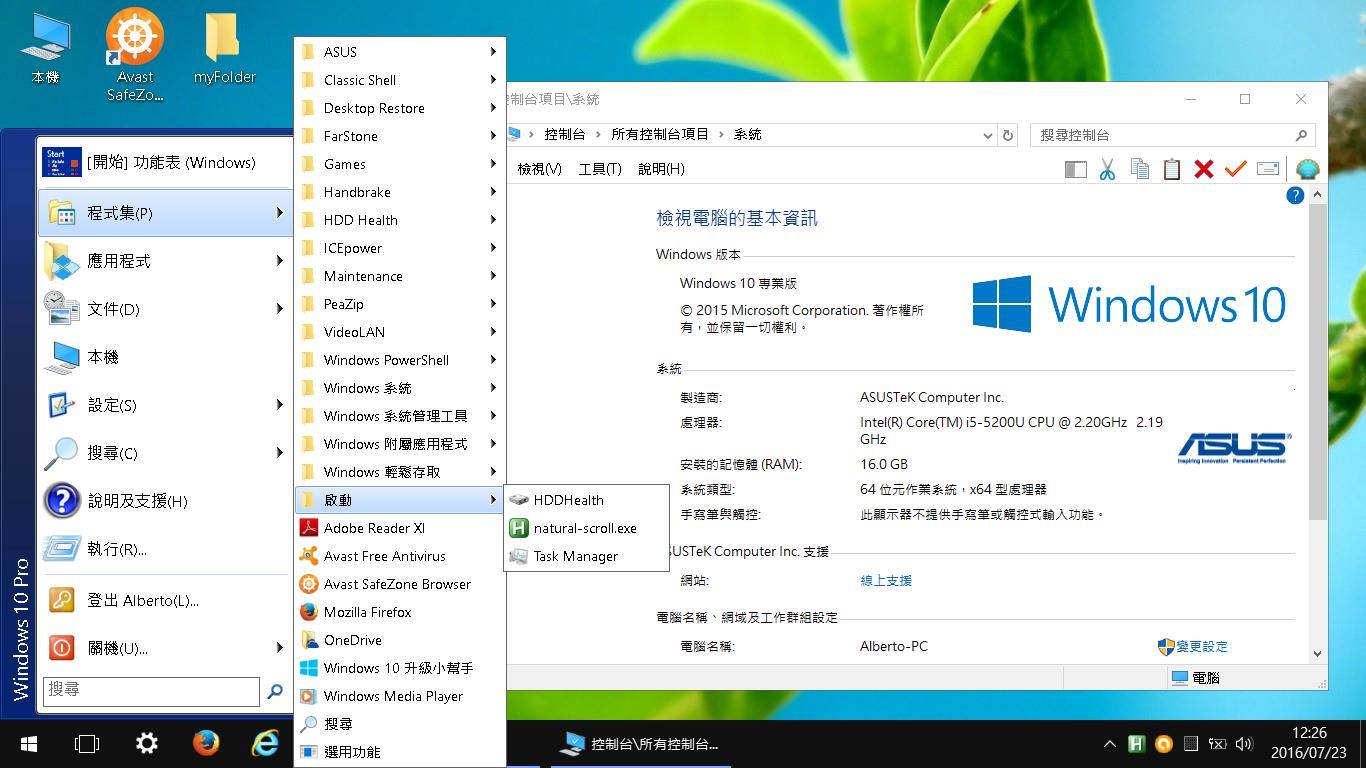 本機
Avast
SafeZo...
myFolder
Windows 10 Pro
Start
[開始] 功能表 (Windows)
程式集(P)
應用程式
文件(D)
本機
設定(S)
搜尋(C)
說明及支援(H)
執行(R)...
登出 Alberto(L)...
關機(U)...
搜尋
ASUS
Classic Shell
Desktop Restore
FarStone
Games
Handbrake
HDD Health
ICEpower
Maintenance
PeaZip
VideoLAN
Windows PowerShell
Windows 系統
Windows 系統管理工具
Windows 附屬應用程式
Windows 輕鬆存取
啟動
Adobe Reader XI
Avast Free Antivirus
Avast SafeZone Browser
Mozilla Firefox
OneDrive
Windows 10 升級小幫手
Windows Media Player
搜尋
選用功能
HDDHealth
natural-scroll.exe
Task Manager
制台項目\系統
控制台 所有控制台項目 系統
搜尋控制台
檢視(V) 工具(T) 說明(H)
檢視電腦的基本資訊
Windows 版本
Windows 10 專業版
© 2015 Microsoft Corporation. 著作權所
有，並保留一切權利。
Windows 10
系統
製造商: ASUSTeK Computer Inc.
處理器: Intel(R) Core(TM) i5-5200U CPU @ 2.20GHz 2.19
GHz
安裝的記憶體 (RAM): 16.0 GB
系統類型: 64 位元作業系統，x64 型處理器
手寫筆與觸控: 此顯示器不提供手寫筆或觸控式輸入功能。
ASUS
Inspiring Innovation Persistent Perfection
SUSTeK Computer Inc. 支援
網站: 線上支援
電腦名稱、網域及工作群組設定
電腦名稱: Alberto-PC
變更設定
電腦
控制台\所有控制台...
12:26
2016/07/23